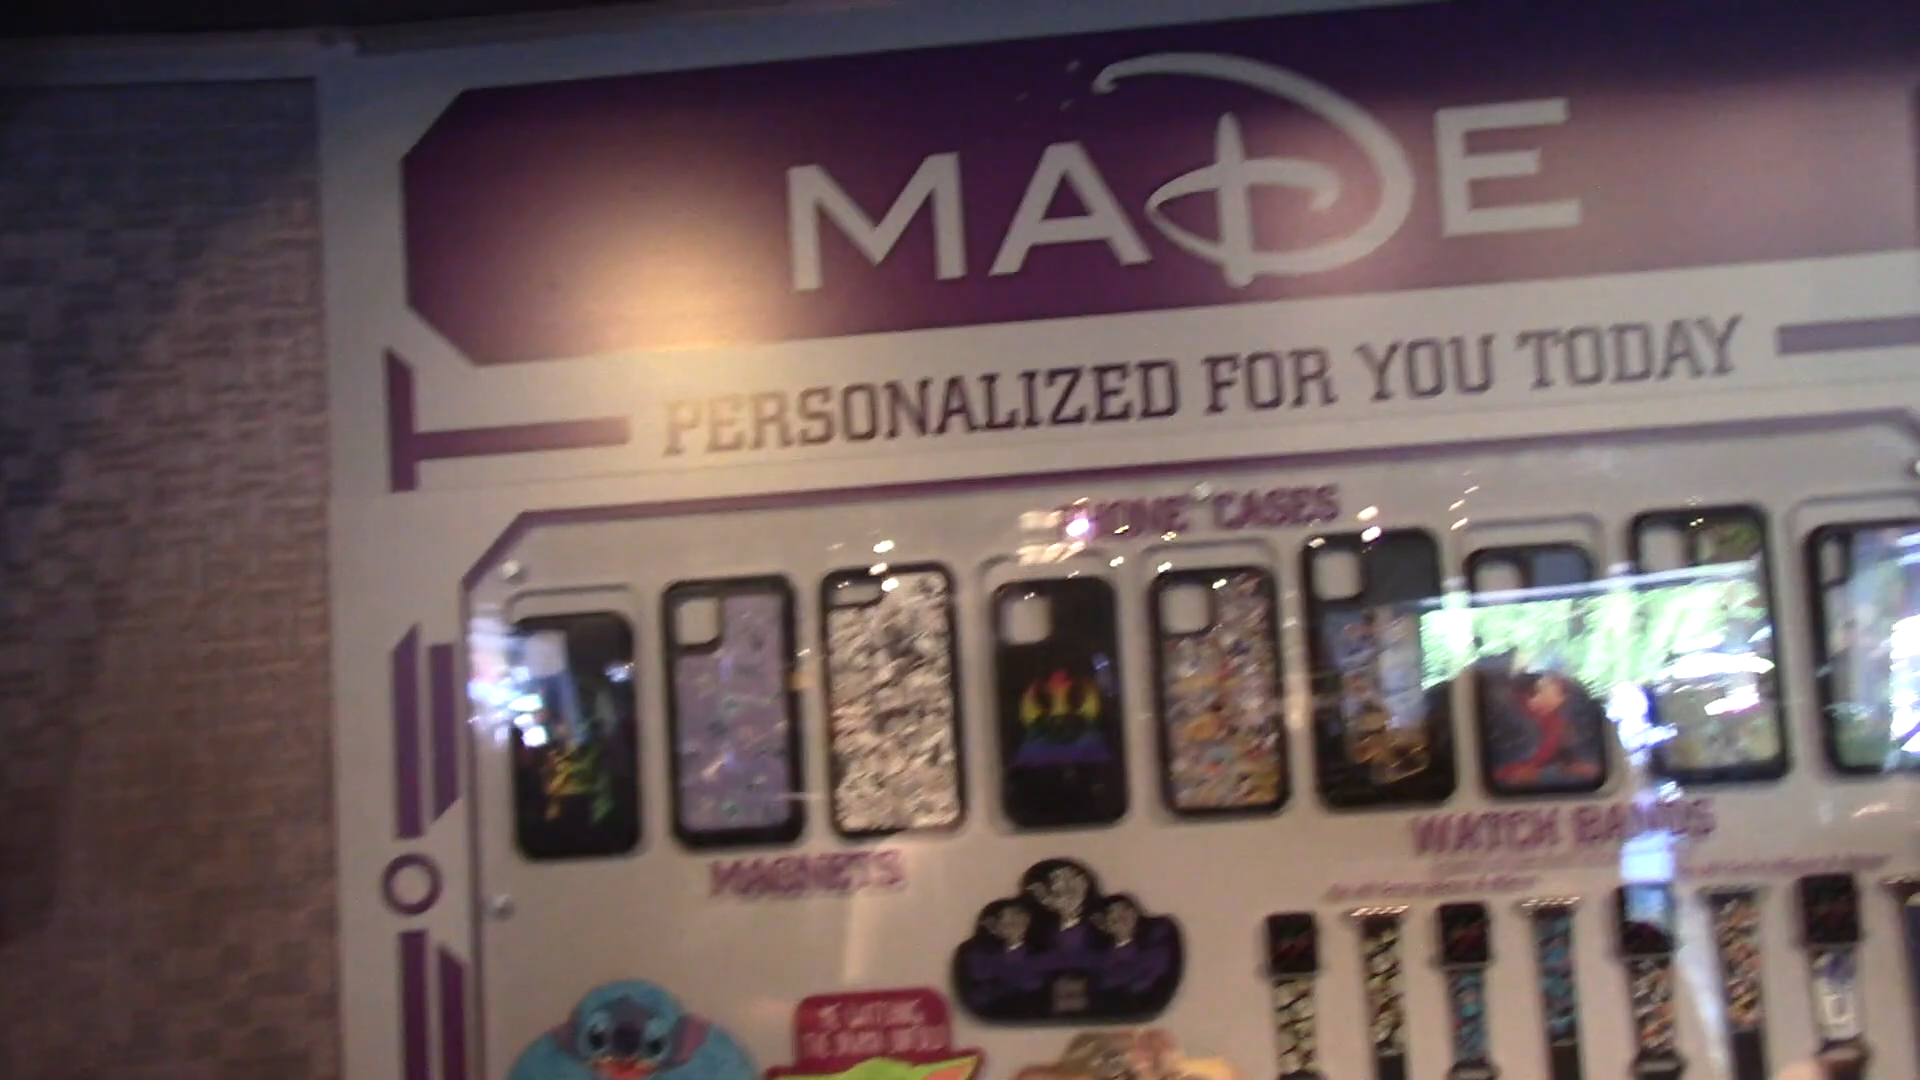 MADE
PERSONALIZED FOR YOU TODAY
PHONE CASES
WATCH BANDS
MAGNETS